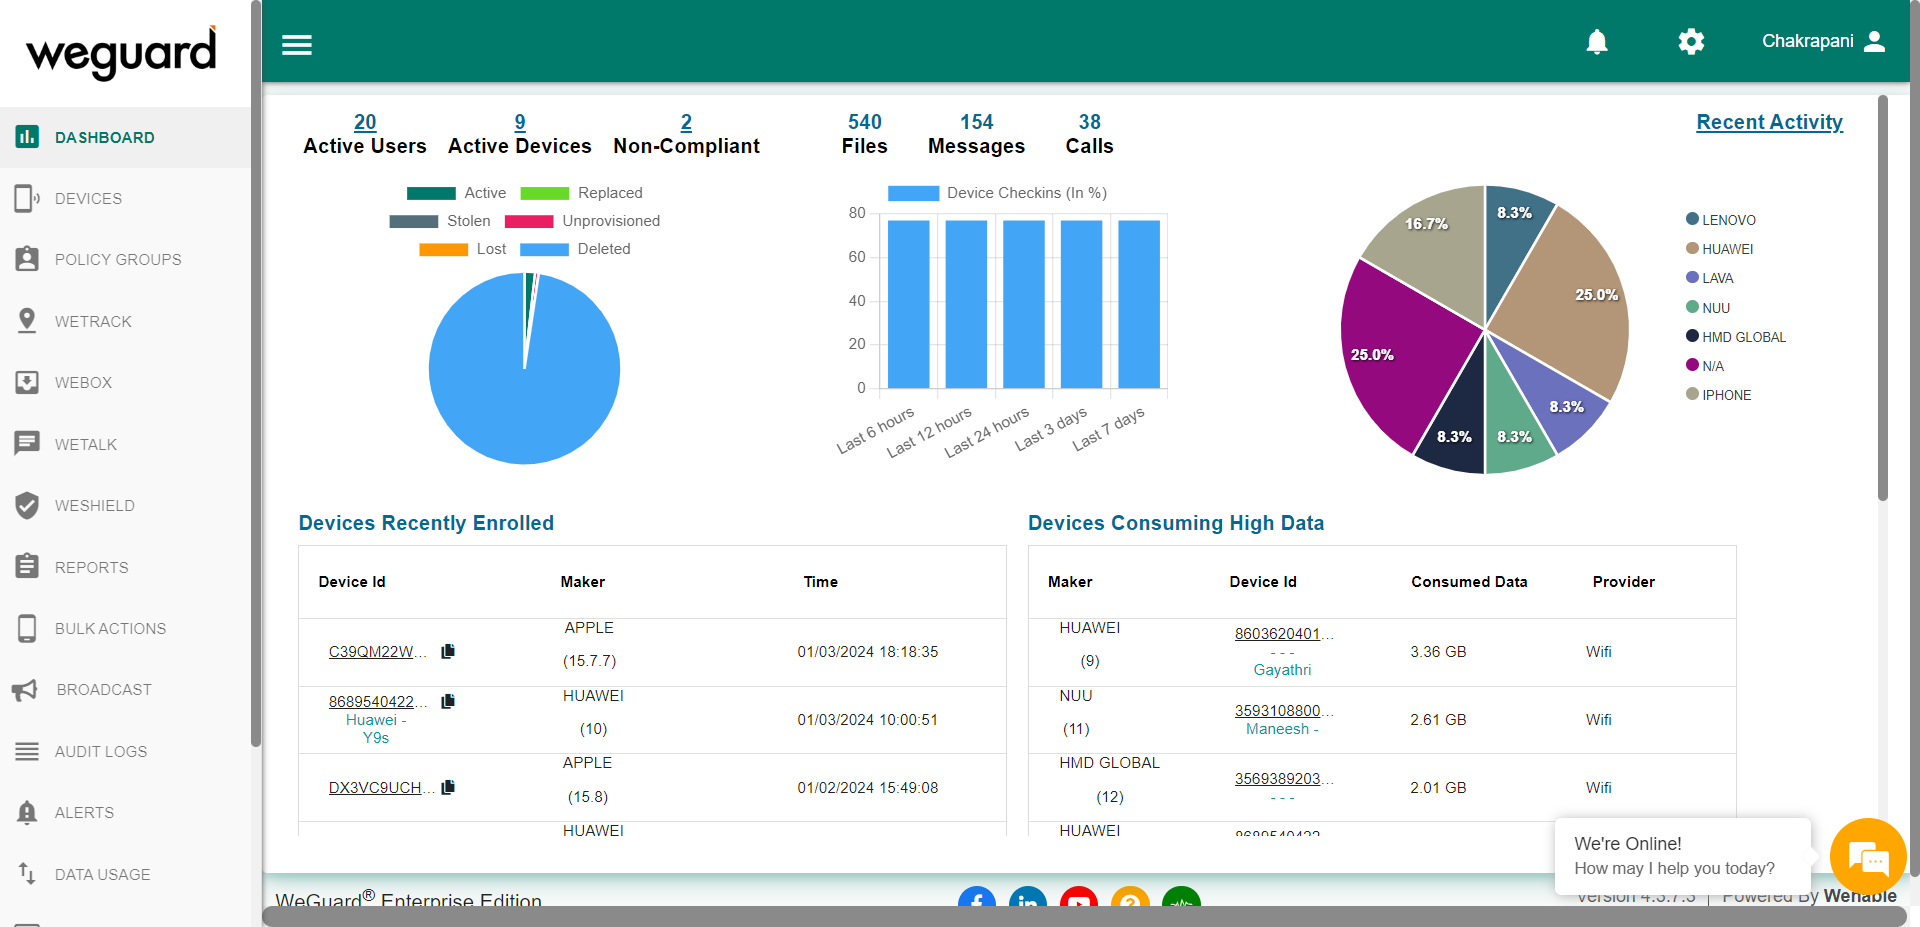 weguard
Chakrapani
DASHBOARD
DEVICES
POLICY GROUPS
WETRACK
WEBOX
WETALK
WESHIELD
REPORTS
BULK ACTIONS
BROADCAST
AUDIT LOGS
ALERTS
DATA USAGE
20 9 2 540 154 38 Recent Activity
Active Users Active Devices Non-Compliant Files Messages Calls
Active Replaced
Stolen Unprovisioned
Lost Deleted
Device Checkins (In %)
80
60
40
20
0
Last 6 hours
Last 12 hours
Last 24 hours
Last 3 days
Last 7 days
8.3%
25.0%
8.3%
8.3%
8.3%
25.0%
16.7%
LENOVO
HUAWEI
LAVA
NUU
HMD GLOBAL
N/A
IPHONE
Devices Recently Enrolled
Device Id Maker Time
C39QM22W... APPLE (15.7.7) 01/03/2024 18:18:35
8689540422... Huawei - Y9s HUAWEI (10) 01/03/2024 10:00:51
DX3VC9UCH... APPLE (15.8) 01/02/2024 15:49:08
HUAWEI
Devices Consuming High Data
Maker Device Id Consumed Data Provider
HUAWEI (9) 8603620401... - - - Gayathri 3.36 GB Wifi
NUU (11) 3593108800... Maneesh - 2.61 GB Wifi
HMD GLOBAL (12) 3569389203... - - - 2.01 GB Wifi
HUAWEI
We're Online!
How may I help you today?
WeGuard® Enterprise Edition
Version 4.3.7.3 | Powered By Wenable